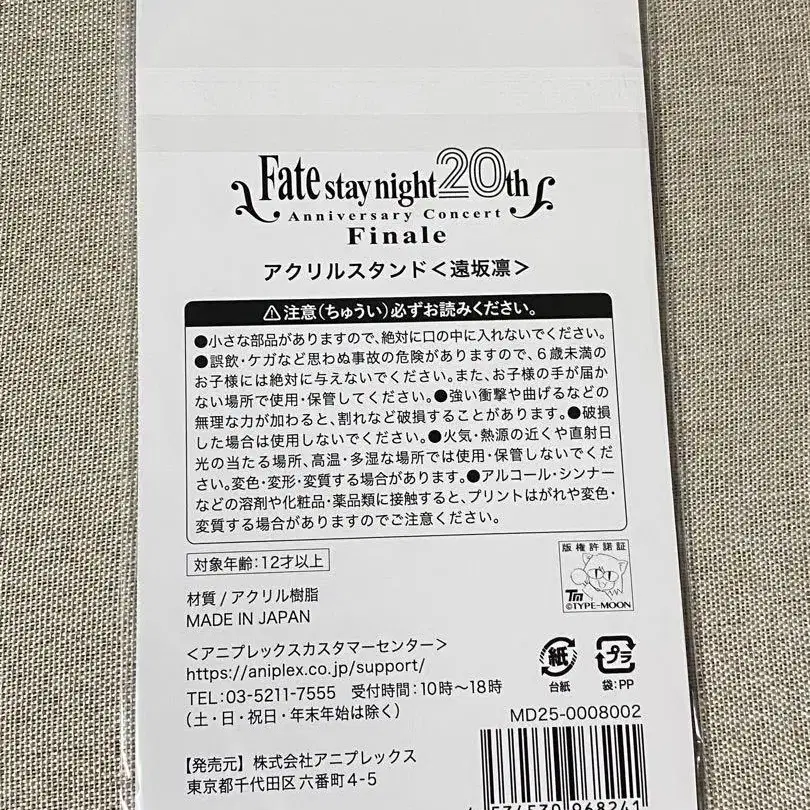 Fate stay night 20th
Anniversary Concert
Finale
アクリルスタンド＜遠坂凛＞
⚠注意(ちゅうい)必ずお読みください。
●小さな部品がありますので、絶対に口の中に入れないでください。
●誤飲・ケガなど思わぬ事故の危険がありますので、6歳未満の
お子様には絶対に与えないでください。また、お子様の手が届か
ない場所で使用・保管してください。●強い衝撃や曲げるなどの
無理な力が加わると、割れなど破損することがあります。●破損
した場合は使用しないでください。●火気・熱源の近くや直射日
光の当たる場所、高温・多湿な場所では使用・保管しないでくださ
い。変色・変形・変質する場合があります。●アルコール・シンナー
などの溶剤や化粧品・薬品類に接触すると、プリントはがれや変色・
変質する場合がありますのでご注意ください。
対象年齢:12才以上
版権許諾証
TM
©TYPE-MOON
材質/アクリル樹脂
MADE IN JAPAN
＜アニプレックスカスタマーセンター＞
https://aniplex.co.jp/support/
TEL:03-5211-7555 受付時間:10時～18時
(土・日・祝日・年末年始は除く)
台紙
プラ
袋:PP
MD25-0008002
【発売元】株式会社アニプレックス
東京都千代田区六番町4-5